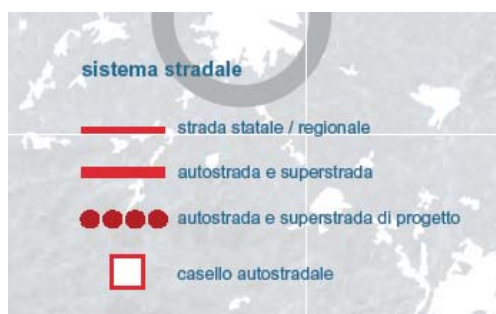 sistema stradale
strada statale / regionale
autostrada e superstrada
autostrada e superstrada di progetto
casello autostradale